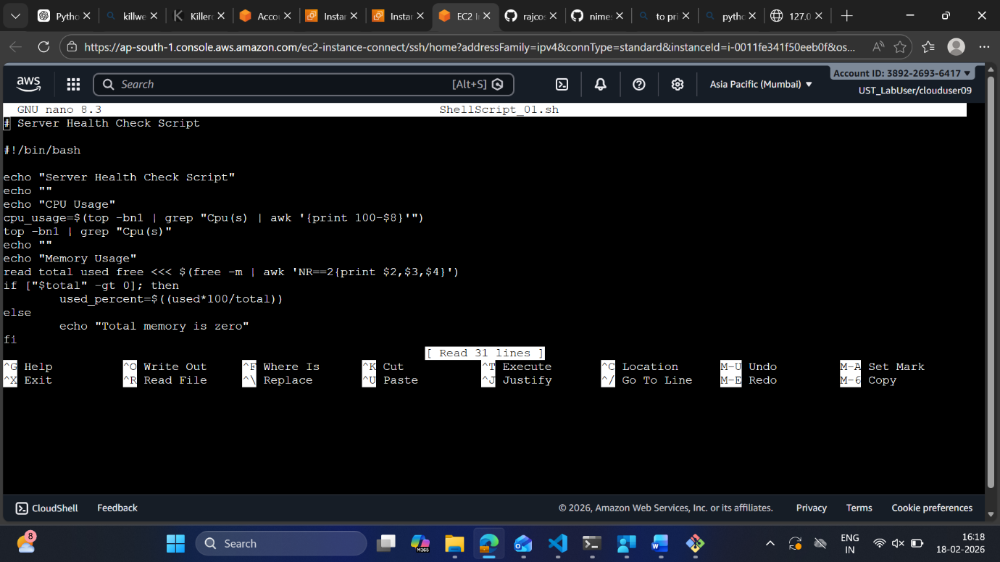 Pytho
killwe
Killerc
Accou
Instan
Instan
EC2 In
rajcos
nimes
to pri
pytho
127.0
https://ap-south-1.console.aws.amazon.com/ec2-instance-connect/ssh/home?addressFamily=ipv4&connType=standard&instanceId=i-0011fe341f50eeb0f&os...
aws
Search
[Alt+S]
Asia Pacific (Mumbai) ▼
Account ID: 3892-2693-6417 ▼
UST_LabUser/clouduser09
GNU nano 8.3 ShellScript_01.sh
# Server Health Check Script
#!/bin/bash
echo "Server Health Check Script"
echo ""
echo "CPU Usage"
cpu_usage=$(top -bn1 | grep "Cpu(s) | awk '{print 100-$8}'")
top -bn1 | grep "Cpu(s)"
echo ""
echo "Memory Usage"
read total used free <<< $(free -m | awk 'NR==2{print $2,$3,$4}')
if ["$total" -gt 0]; then
used_percent=$((used*100/total))
else
echo "Total memory is zero"
fi
[ Read 31 lines ]
^G Help ^O Write Out ^F Where Is ^K Cut ^T Execute ^C Location M-U Undo M-A Set Mark
^X Exit ^R Read File ^\ Replace ^U Paste ^J Justify ^/ Go To Line M-E Redo M-6 Copy
CloudShell Feedback © 2026, Amazon Web Services, Inc. or its affiliates. Privacy Terms Cookie preferences
8
Search
M365
ENG
IN
16:18
18-02-2026